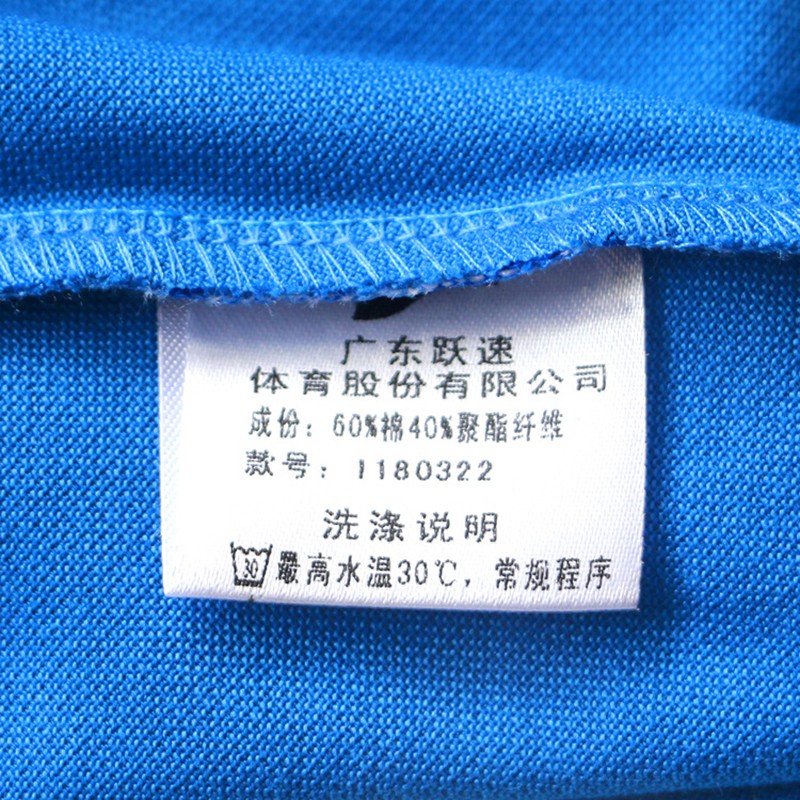 广东跃速
体育股份有限公司
成份：60%棉40%聚酯纤维
款号：1180322
洗涤说明
30 最高水温30℃，常规程序